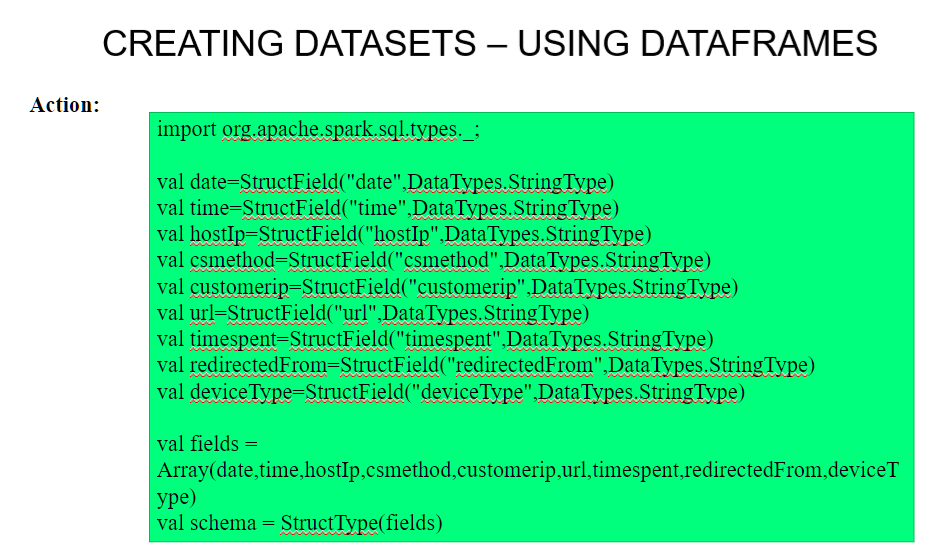 CREATING DATASETS – USING DATAFRAMES
Action:
import org.apache.spark.sql.types._;
val date=StructField("date",DataTypes.StringType)
val time=StructField("time",DataTypes.StringType)
val hostIp=StructField("hostIp",DataTypes.StringType)
val csmethod=StructField("csmethod",DataTypes.StringType)
val customerip=StructField("customerip",DataTypes.StringType)
val url=StructField("url",DataTypes.StringType)
val timespent=StructField("timespent",DataTypes.StringType)
val redirectedFrom=StructField("redirectedFrom",DataTypes.StringType)
val deviceType=StructField("deviceType",DataTypes.StringType)
val fields =
Array(date,time,hostIp,csmethod,customerip,url,timespent,redirectedFrom,deviceT
ype)
val schema = StructType(fields)